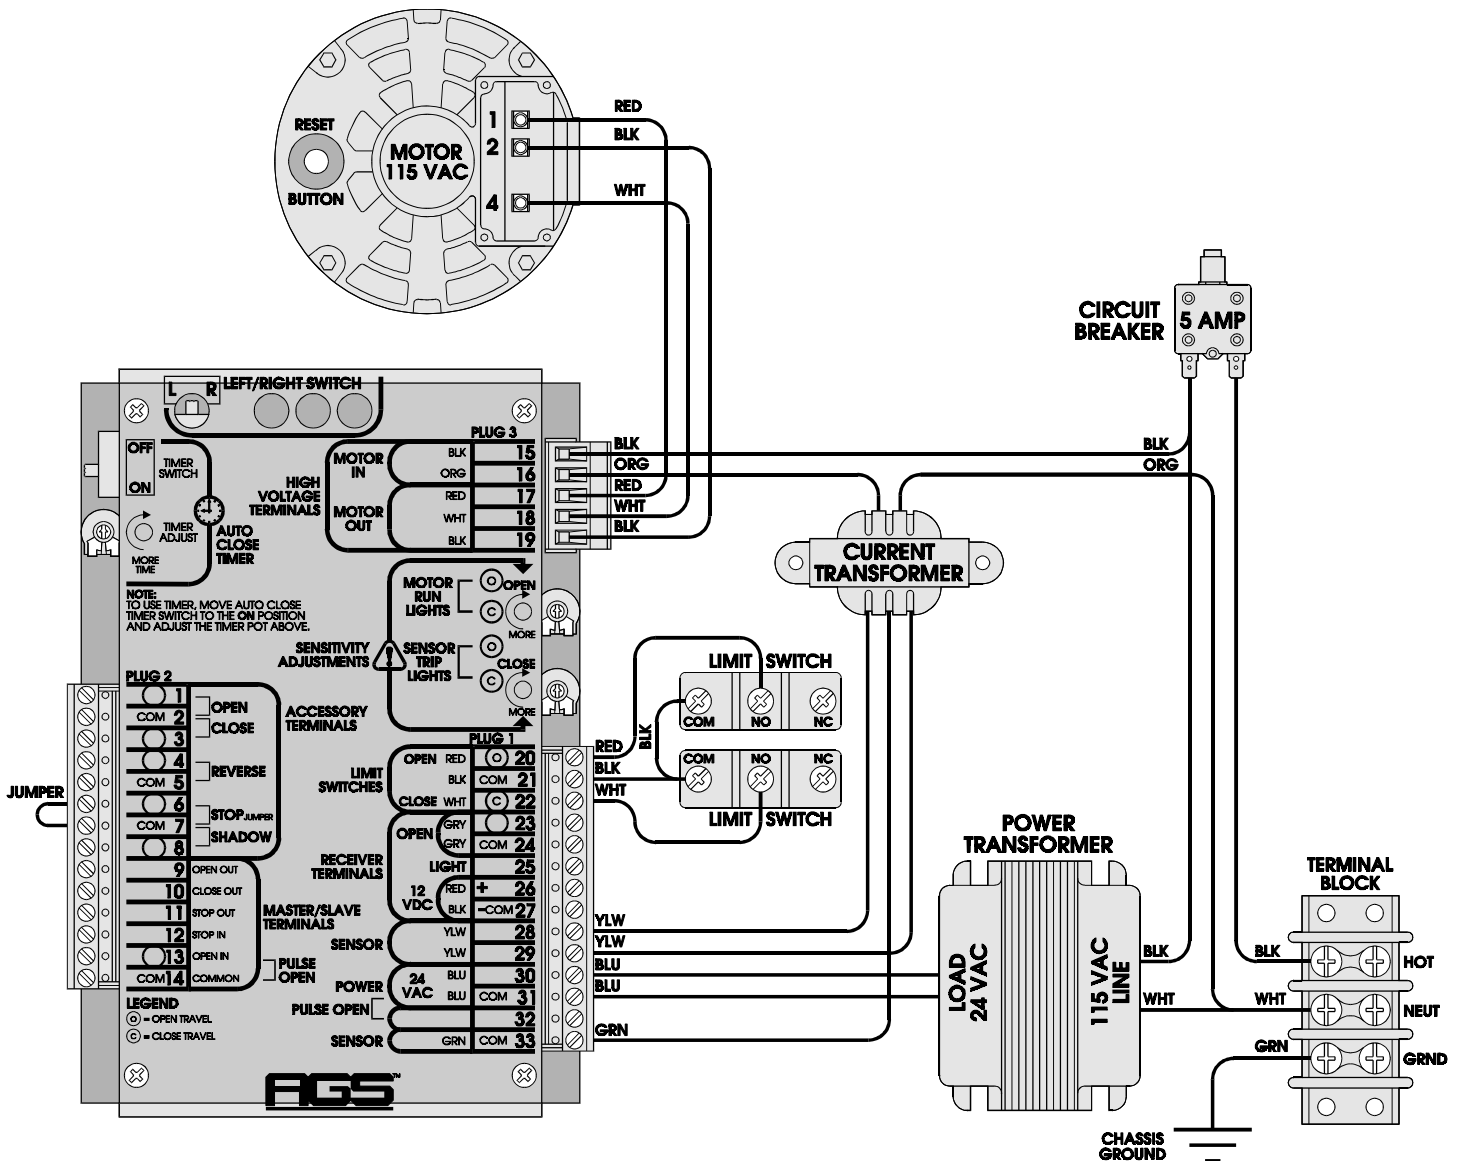 RED
1
BLK
2
RESET
MOTOR
115 VAC
BUTTON
WHT
4
CIRCUIT
BREAKER
5 AMP
L R LEFT/RIGHT SWITCH
PLUG 3
OFF
TIMER
SWITCH
ON
TIMER
ADJUST
MORE
TIME
AUTO
CLOSE
TIMER
HIGH
VOLTAGE
TERMINALS
MOTOR
IN
MOTOR
OUT
BLK 15 BLK BLK
ORG 16 ORG ORG
RED 17 RED
WHT 18 WHT
BLK 19 BLK
NOTE:
TO USE TIMER, MOVE AUTO CLOSE
TIMER SWITCH TO THE ON POSITION
AND ADJUST THE TIMER POT ABOVE.
MOTOR
RUN
LIGHTS
O OPEN
C
MORE
SENSITIVITY
ADJUSTMENTS
!
SENSOR
TRIP
LIGHTS
O
CLOSE
C
MORE
CURRENT
TRANSFORMER
PLUG 2
1
COM 2
3
4
COM 5
6
COM 7
8
OPEN
CLOSE
REVERSE
STOP JUMPER
SHADOW
JUMPER
ACCESSORY
TERMINALS
9 OPEN OUT
10 CLOSE OUT
11 STOP OUT
12 STOP IN
13 OPEN IN
COM 14 COMMON
MASTER/SLAVE
TERMINALS
PULSE
OPEN
LEGEND
O = OPEN TRAVEL
C = CLOSE TRAVEL
AGS™
PLUG 1
LIMIT
SWITCHES
OPEN RED O 20 RED
BLK COM 21 BLK
CLOSE WHT C 22 WHT
RECEIVER
TERMINALS
OPEN
GRY 23
GRY COM 24
LIGHT 25
12
VDC
RED + 26
BLK -COM 27
SENSOR
YLW 28 YLW
YLW 29 YLW
POWER
24
VAC
BLU 30 BLU
BLU COM 31 BLU
PULSE OPEN
32
SENSOR GRN COM 33 GRN
BLK
LIMIT SWITCH
COM NO NC
COM NO NC
LIMIT SWITCH
POWER
TRANSFORMER
LOAD
24 VAC
115 VAC
LINE
BLK
WHT
TERMINAL
BLOCK
BLK HOT
WHT NEUT
GRN GRND
CHASSIS
GROUND